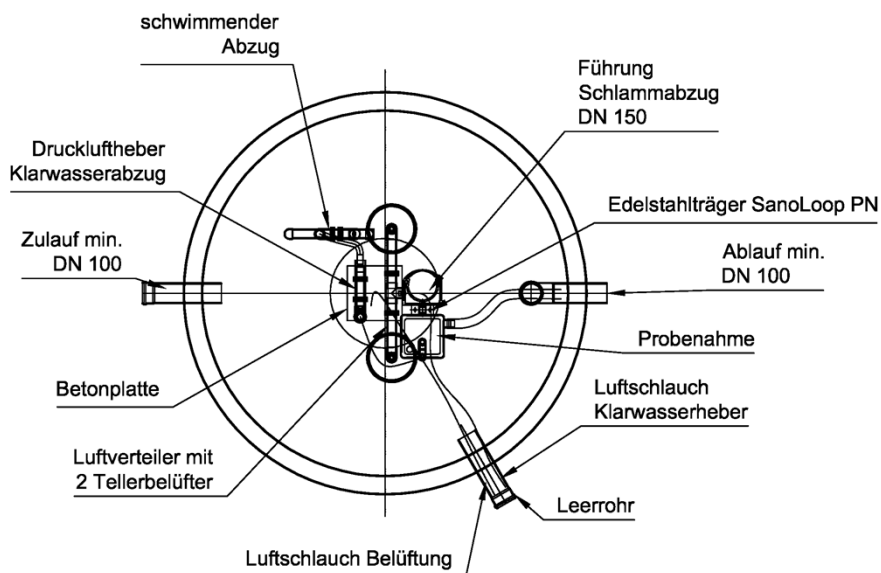 schwimmender
Abzug
Führung
Schlammabzug
DN 150
Druckluftheber
Klarwasserabzug
Edelstahlträger SanoLoop PN
Zulauf min.
DN 100
Ablauf min.
DN 100
Probenahme
Betonplatte
Luftschlauch
Klarwasserheber
Luftverteiler mit
2 Tellerbelüfter
Leerrohr
Luftschlauch Belüftung